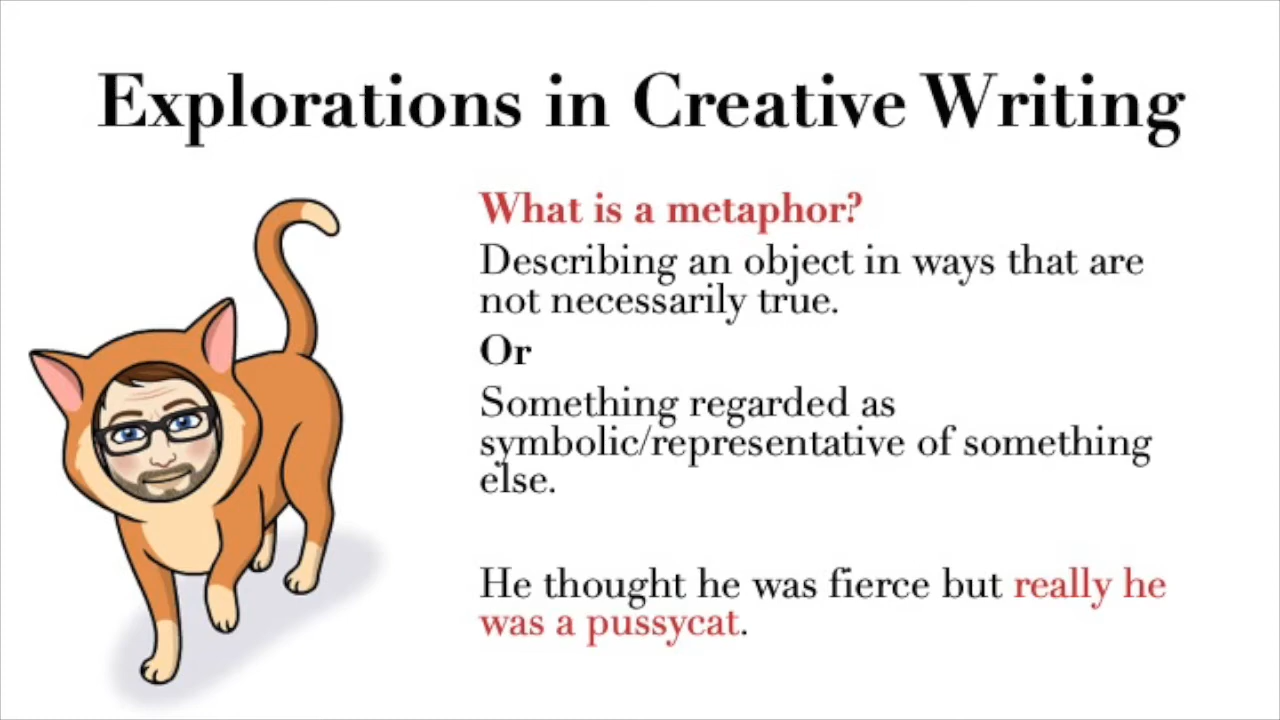 Explorations in Creative Writing
What is a metaphor?
Describing an object in ways that are
not necessarily true.
Or
Something regarded as
symbolic/representative of something
else.
He thought he was fierce but really he
was a pussycat.